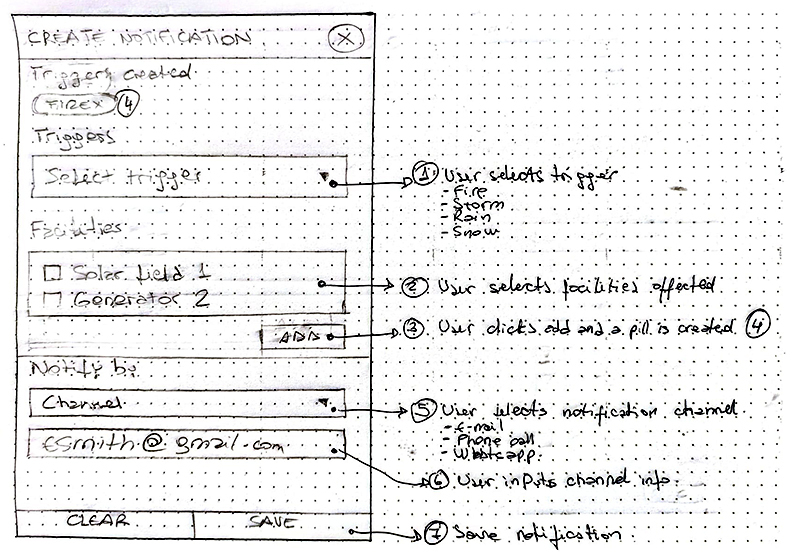 CREATE NOTIFICATION X
Triggers created
FIREX 4
Triggers
Select trigger
Facilities
Solar field 1
Generator 2
ADD
Notify by
Channel
Esmith@gmail.com
CLEAR SAVE
1 User selects trigger
- Fire
- Storm
- Rain
- Snow
2 User selects facilities affected
3 User clicks add and a pill is created 4
5 User selects notification channel.
- E-mail
- Phone call
- Whatsapp.
6 User inputs channel info.
7 Save notification.